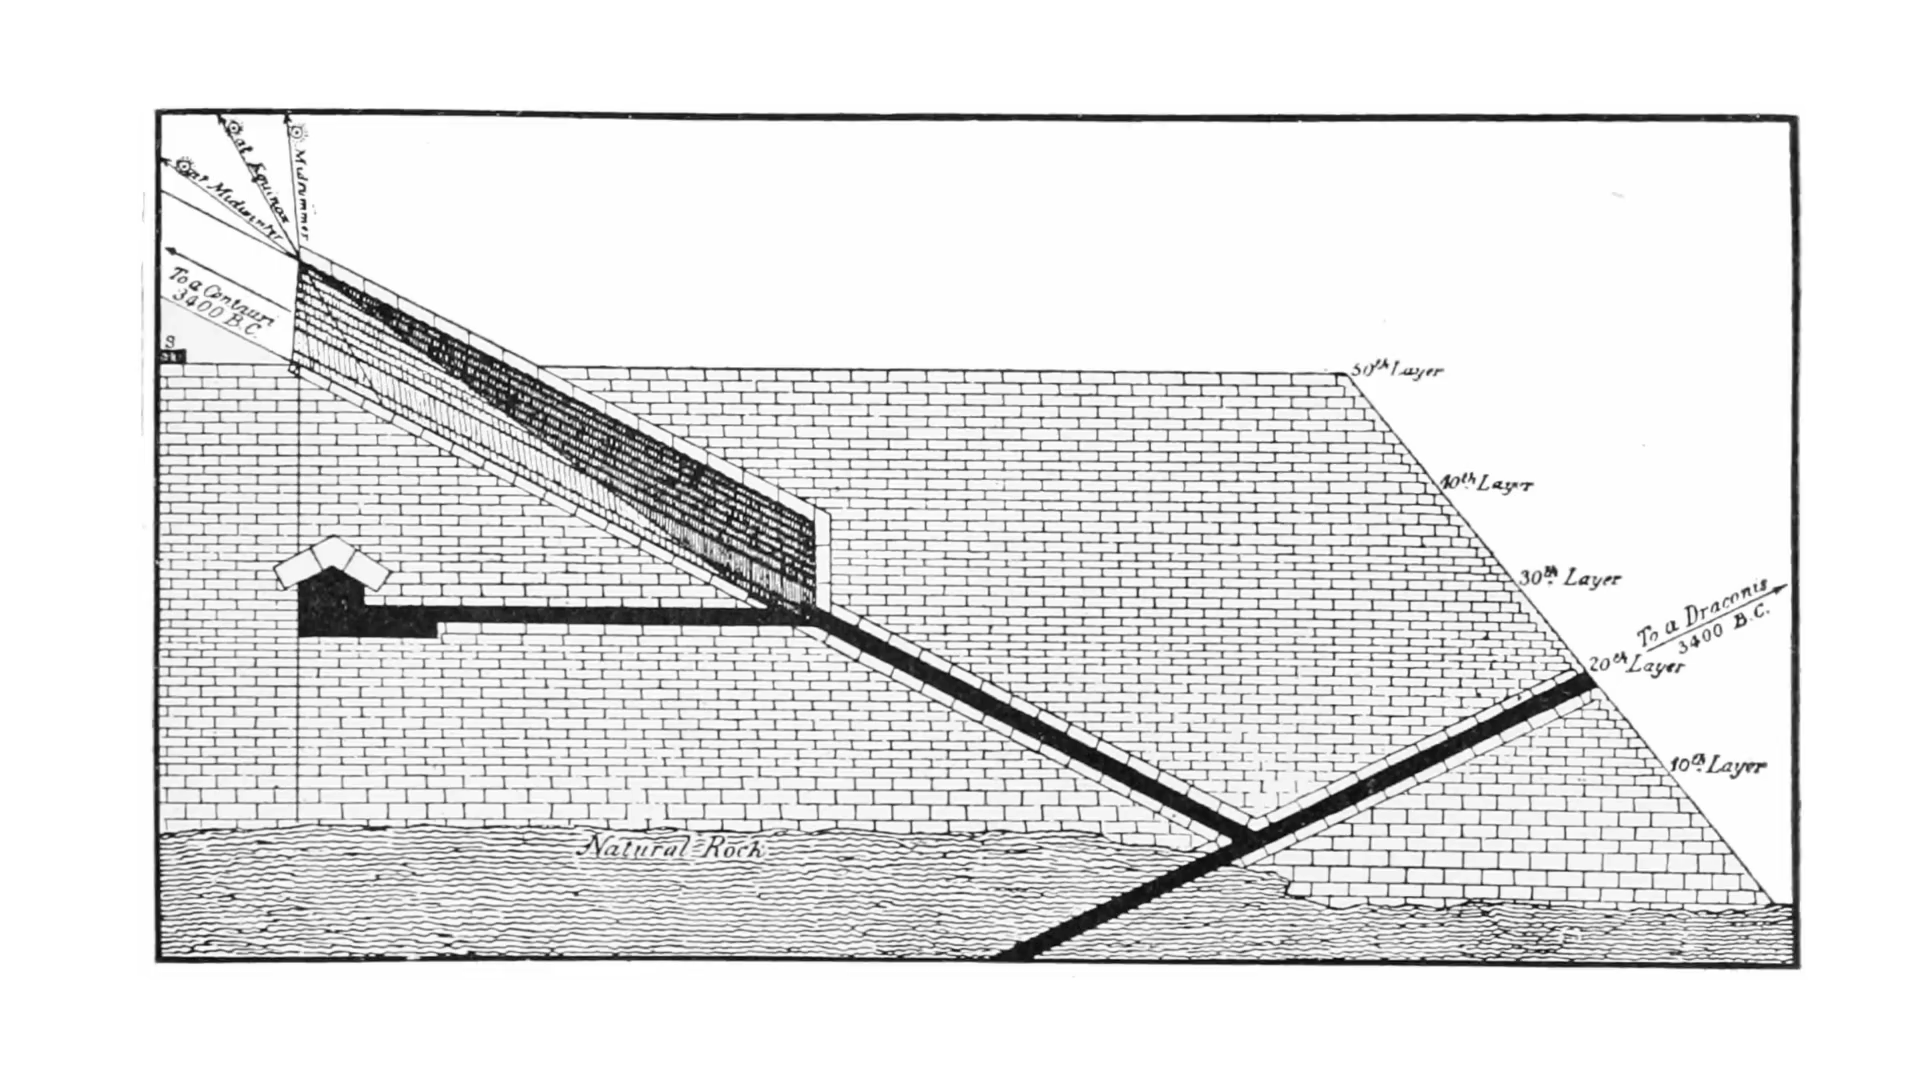 ☉ Midsummer
☉ at Equinox
☉ at Midwinter
To α Centauri
3400 B.C.
S
50th Layer
40th Layer
30th Layer
To α Draconis
3400 B.C.
20th Layer
10th Layer
Natural Rock